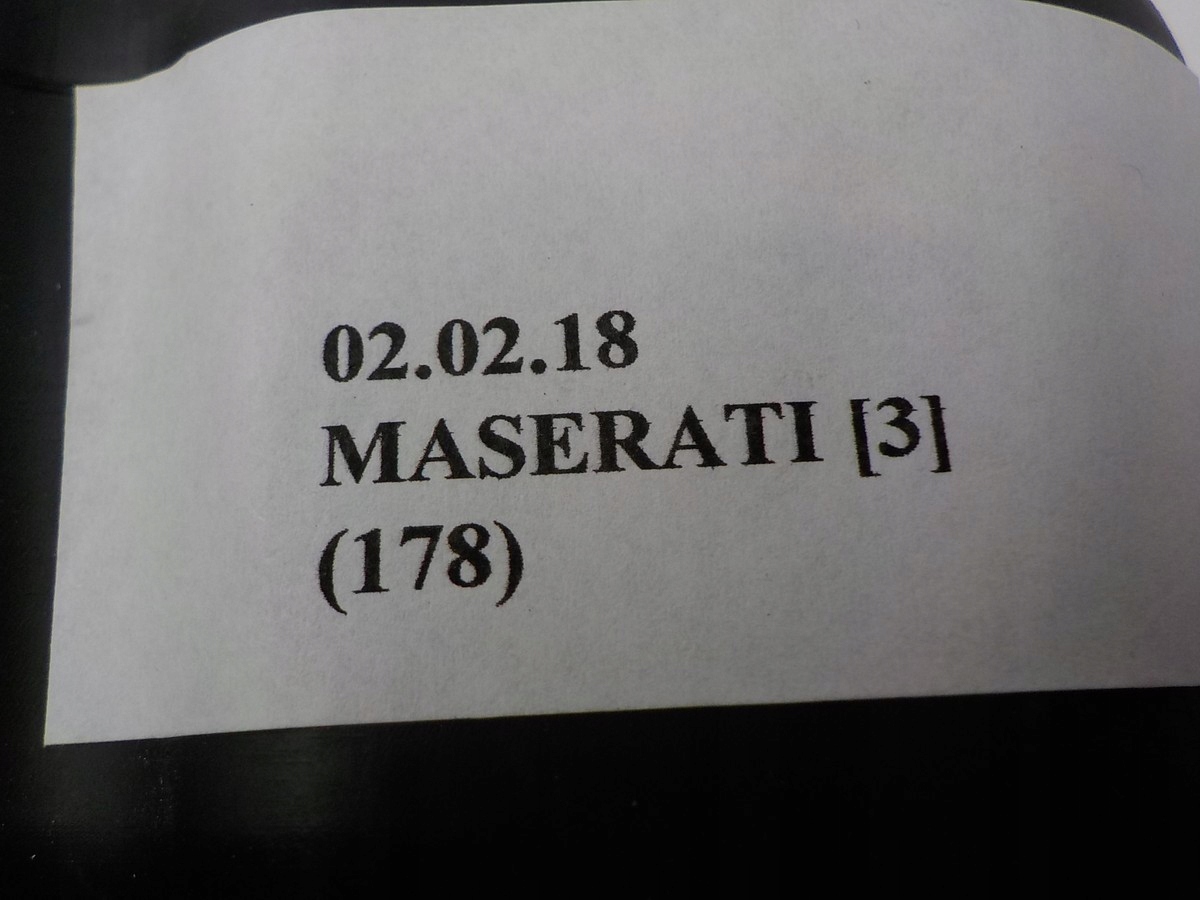 02.02.18
MASERATI [3]
(178)